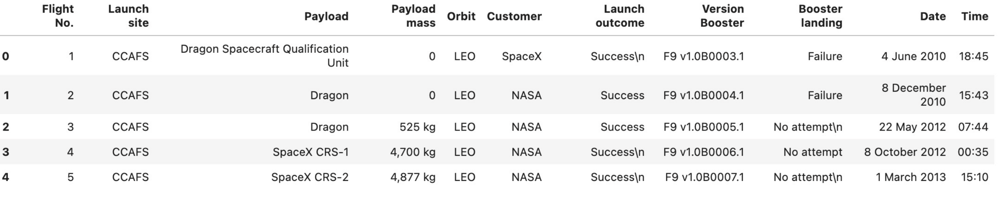 Flight No. Launch site Payload Payload mass Orbit Customer Launch outcome Version Booster Booster landing Date Time
0 1 CCAFS Dragon Spacecraft Qualification Unit 0 LEO SpaceX Success\n F9 v1.0B0003.1 Failure 4 June 2010 18:45
1 2 CCAFS Dragon 0 LEO NASA Success F9 v1.0B0004.1 Failure 8 December 2010 15:43
2 3 CCAFS Dragon 525 kg LEO NASA Success F9 v1.0B0005.1 No attempt\n 22 May 2012 07:44
3 4 CCAFS SpaceX CRS-1 4,700 kg LEO NASA Success\n F9 v1.0B0006.1 No attempt 8 October 2012 00:35
4 5 CCAFS SpaceX CRS-2 4,877 kg LEO NASA Success\n F9 v1.0B0007.1 No attempt\n 1 March 2013 15:10